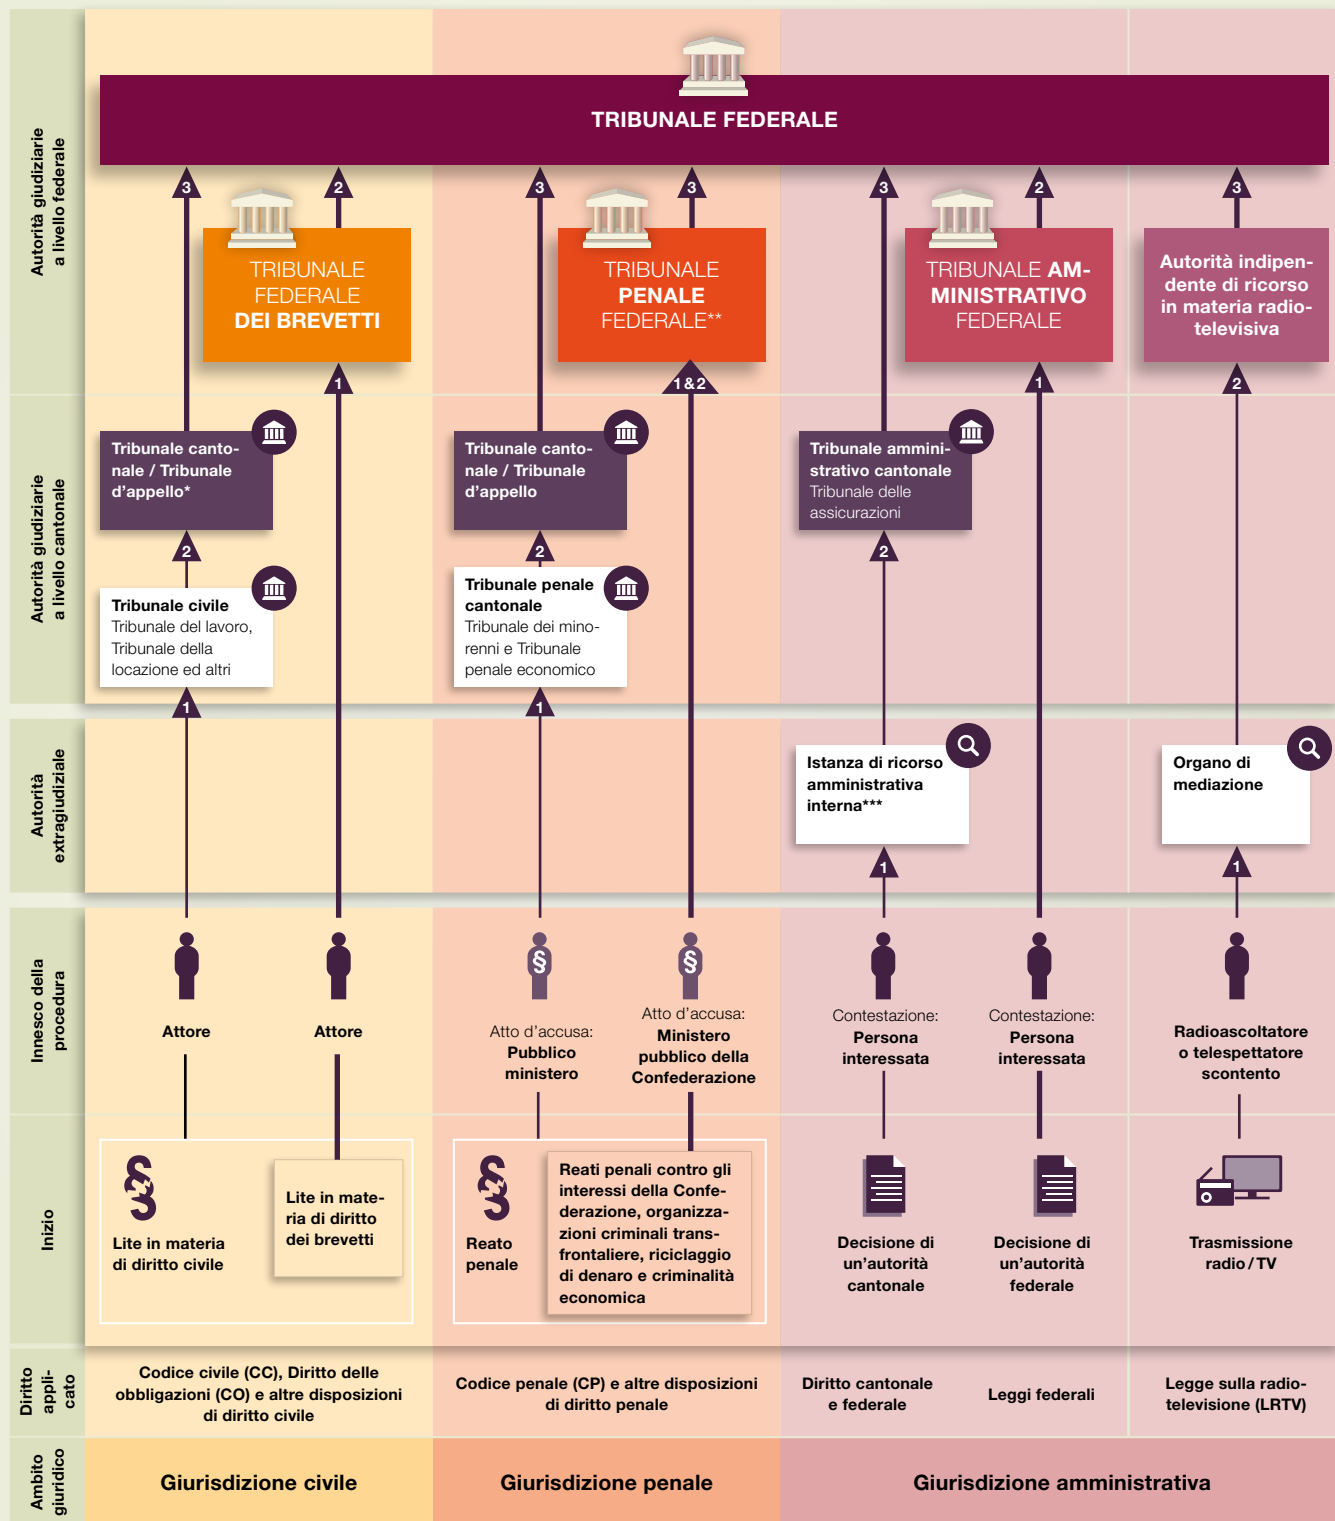 Autorità giudiziarie
a livello federale
TRIBUNALE FEDERALE
3
2
3
3
3
2
3
TRIBUNALE
FEDERALE
DEI BREVETTI
TRIBUNALE
PENALE
FEDERALE**
TRIBUNALE AM-
MINISTRATIVO
FEDERALE
Autorità indipen-
dente di ricorso
in materia radio-
televisiva
1
1 & 2
1
2
Autorità giudiziarie
a livello cantonale
Tribunale canto-
nale / Tribunale
d'appello*
Tribunale canto-
nale / Tribunale
d'appello
Tribunale ammini-
strativo cantonale
Tribunale delle
assicurazioni
2
2
2
Tribunale civile
Tribunale del lavoro,
Tribunale della
locazione ed altri
Tribunale penale
cantonale
Tribunale dei mino-
renni e Tribunale
penale economico
1
1
Autorità
extragiudiziale
Istanza di ricorso
amministrativa
interna***
Organo di
mediazione
1
1
Innesco della
procedura
§
§
Attore
Attore
Atto d'accusa:
Pubblico
ministero
Atto d'accusa:
Ministero
pubblico della
Confederazione
Contestazione:
Persona
interessata
Contestazione:
Persona
interessata
Radioascoltatore
o telespettatore
scontento
Inizio
Lite in materia
di diritto civile
Lite in mate-
ria di diritto
dei brevetti
Reato
penale
Reati penali contro gli
interessi della Confe-
derazione, organizza-
zioni criminali trans-
frontaliere, riciclaggio
di denaro e criminalità
economica
Decisione di
un'autorità
cantonale
Decisione di
un'autorità
federale
Trasmissione
radio / TV
Diritto
appli-
cato
Codice civile (CC), Diritto delle
obbligazioni (CO) e altre disposizioni
di diritto civile
Codice penale (CP) e altre disposizioni
di diritto penale
Diritto cantonale
e federale
Leggi federali
Legge sulla radio-
televisione (LRTV)
Ambito
giuridico
Giurisdizione civile
Giurisdizione penale
Giurisdizione amministrativa